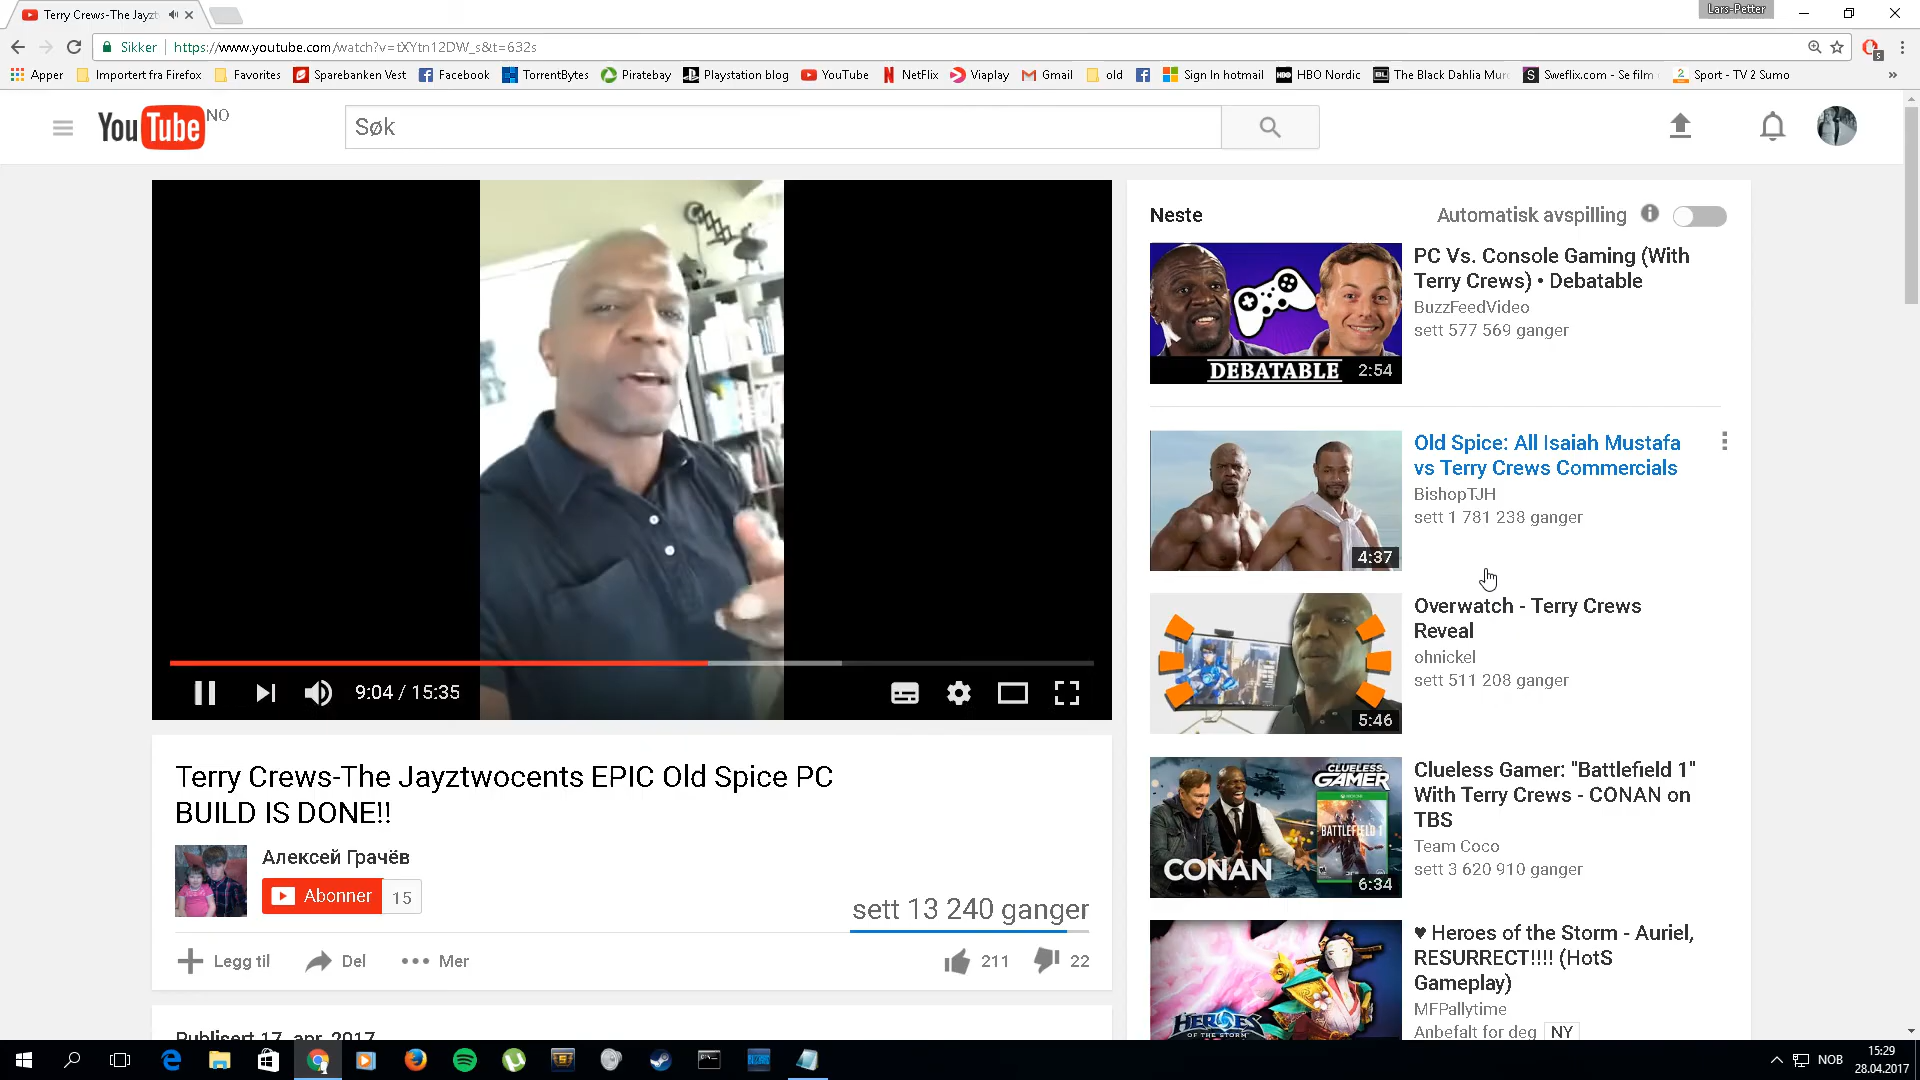 Terry Crews-The Jayzt
Lars-Petter
Sikker
https://www.youtube.com/watch?v=tXYtn12DW_s&t=632s
5
Apper
Importert fra Firefox
Favorites
Sparebanken Vest
Facebook
TorrentBytes
Piratebay
Playstation blog
YouTube
NetFlix
Viaplay
Gmail
old
Sign In hotmail
HBO Nordic
The Black Dahlia Mur
Sweflix.com - Se film
Sport - TV 2 Sumo
YouTube NO
Søk
9:04 / 15:35
Terry Crews-The Jayztwocents EPIC Old Spice PC
BUILD IS DONE!!
Алексей Грачёв
Abonner 15
sett 13 240 ganger
Legg til
Del
Mer
211
22
Publisert 17. apr. 2017
Neste
Automatisk avspilling
DEBATABLE
2:54
PC Vs. Console Gaming (With
Terry Crews) • Debatable
BuzzFeedVideo
sett 577 569 ganger
4:37
Old Spice: All Isaiah Mustafa
vs Terry Crews Commercials
BishopTJH
sett 1 781 238 ganger
5:46
Overwatch - Terry Crews
Reveal
ohnickel
sett 511 208 ganger
CLUELESS
GAMER
BATTLEFIELD 1
CONAN
6:34
Clueless Gamer: "Battlefield 1"
With Terry Crews - CONAN on
TBS
Team Coco
sett 3 620 910 ganger
HEROES
OF THE STORM
♥ Heroes of the Storm - Auriel,
RESURRECT!!!! (HotS
Gameplay)
MFPallytime
Anbefalt for deg NY
NOB
15:29
28.04.2017